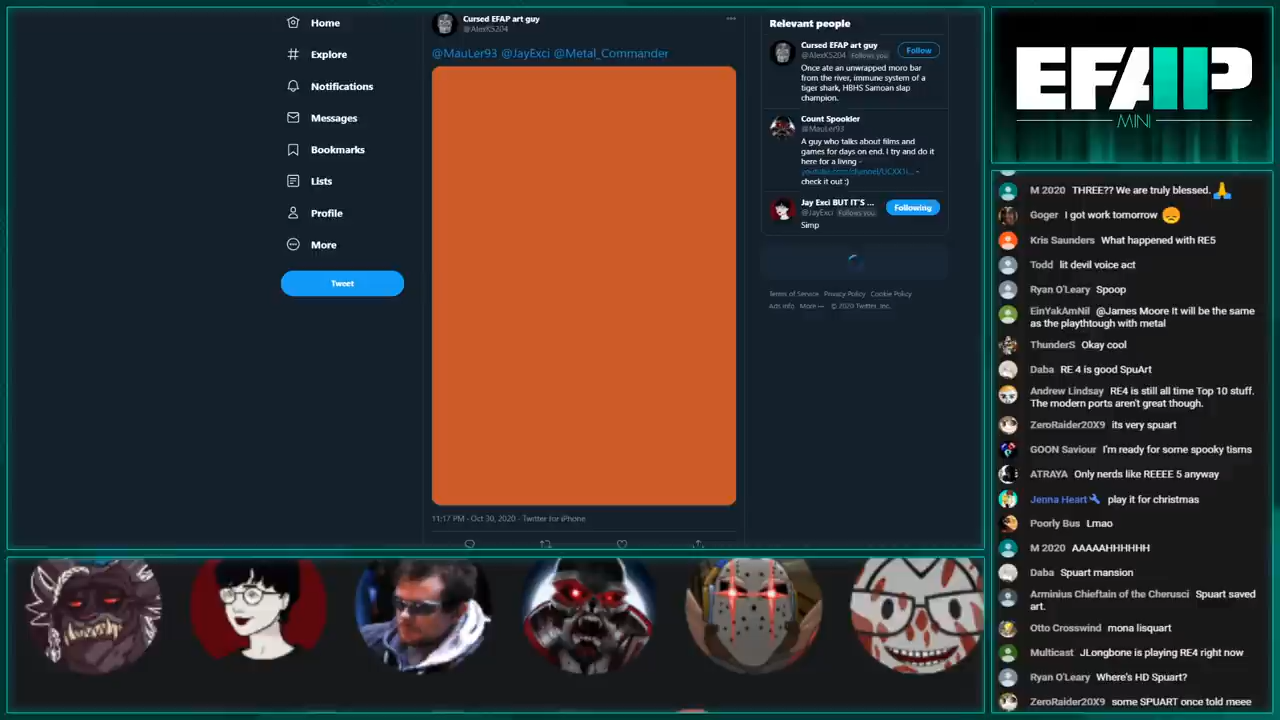 Home
Explore
Notifications
Messages
Bookmarks
Lists
Profile
More
Tweet
Cursed EFAP art guy
@AlexK5204
@MauLer93 @JayExci @Metal_Commander
11:17 PM · Oct 30, 2020 · Twitter for iPhone
Relevant people
Cursed EFAP art guy
@AlexK5204 Follows you
Follow
Once ate an unwrapped moro bar
from the river, immune system of a
tiger shark, HBHS Samoan slap
champion.
Count Spookler
@MauLer93
A guy who talks about films and
games for days on end. I try and do it
here for a living -
check it out :)
Jay Exci BUT IT'S ...
@JayExci Follows you
Following
Simp
Terms of Service Privacy Policy Cookie Policy
Ads info More ··· © 2020 Twitter, Inc.
EFAP
MINI
M 2020 THREE?? We are truly blessed. 🙏
Goger I got work tomorrow 😞
Kris Saunders What happened with RE5
Todd lit devil voice act
Ryan O'Leary Spoop
EinYakAmNil @James Moore It will be the same
as the playthtough with metal
ThunderS Okay cool
Daba RE 4 is good SpuArt
Andrew Lindsay RE4 is still all time Top 10 stuff.
The modern ports aren't great though.
ZeroRaider20X9 its very spuart
GOON Saviour I'm ready for some spooky tisms
ATRAYA Only nerds like REEEE 5 anyway
Jenna Heart🔧 play it for christmas
Poorly Bus Lmao
M 2020 AAAAAHHHHHH
Daba Spuart mansion
Arminius Chieftain of the Cherusci Spuart saved
art.
Otto Crosswind mona lisquart
Multicast JLongbone is playing RE4 right now
Ryan O'Leary Where's HD Spuart?
ZeroRaider20X9 some SPUART once told meee